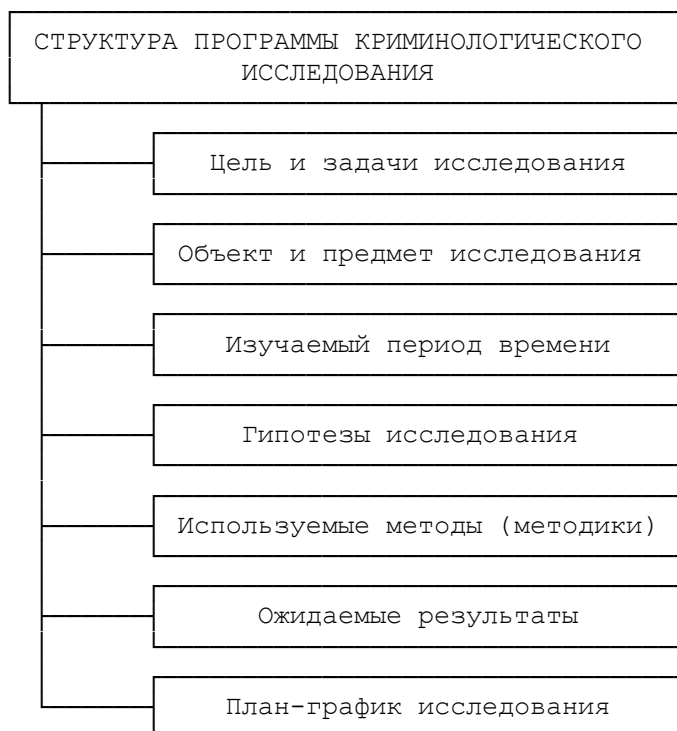 СТРУКТУРА ПРОГРАММЫ КРИМИНОЛОГИЧЕСКОГО
ИССЛЕДОВАНИЯ
Цель и задачи исследования
Объект и предмет исследования
Изучаемый период времени
Гипотезы исследования
Используемые методы (методики)
Ожидаемые результаты
План-график исследования